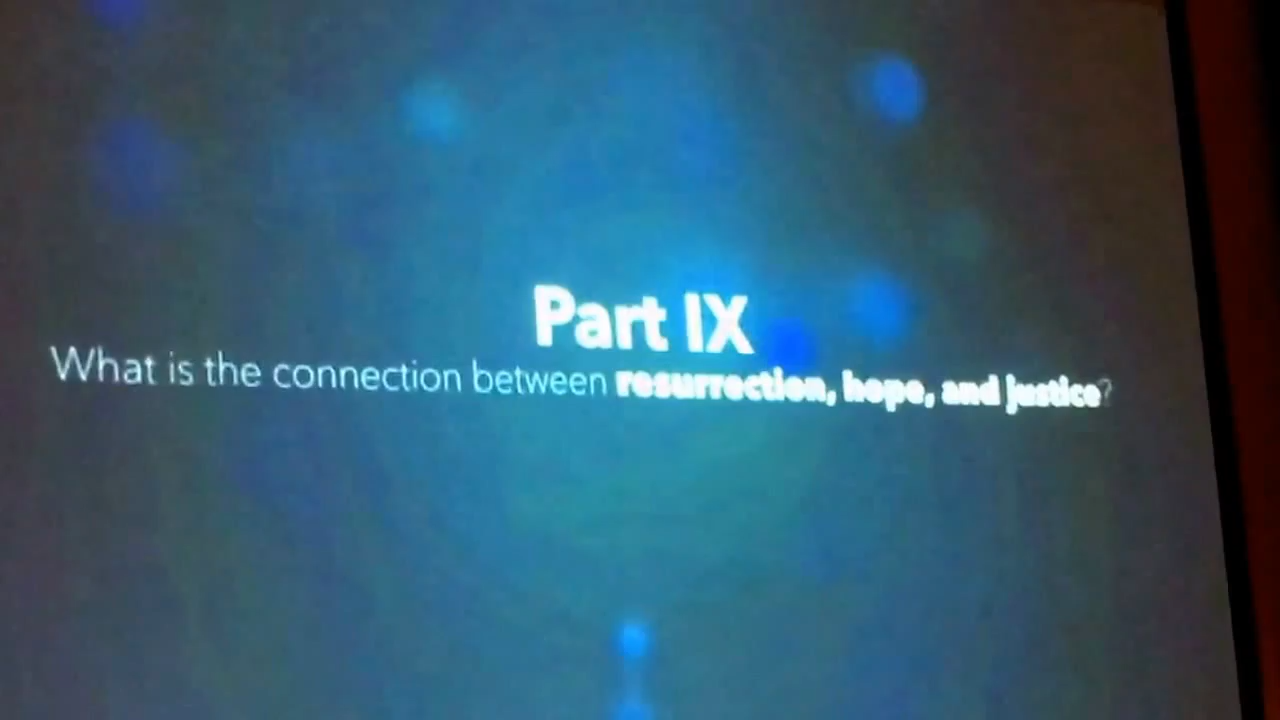 Part IX
What is the connection between resurrection, hope, and justice?